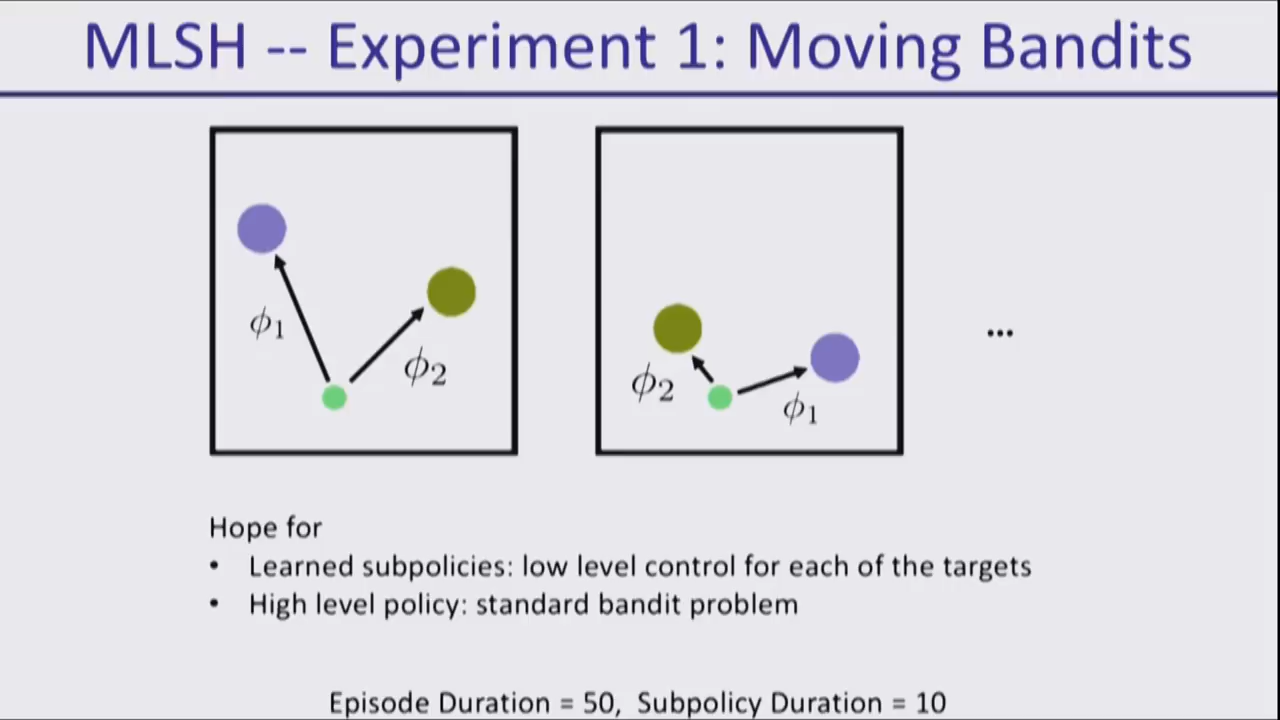 MLSH -- Experiment 1: Moving Bandits
ϕ1
ϕ2
ϕ2
ϕ1
...
Hope for
• Learned subpolicies: low level control for each of the targets
• High level policy: standard bandit problem
Episode Duration = 50, Subpolicy Duration = 10